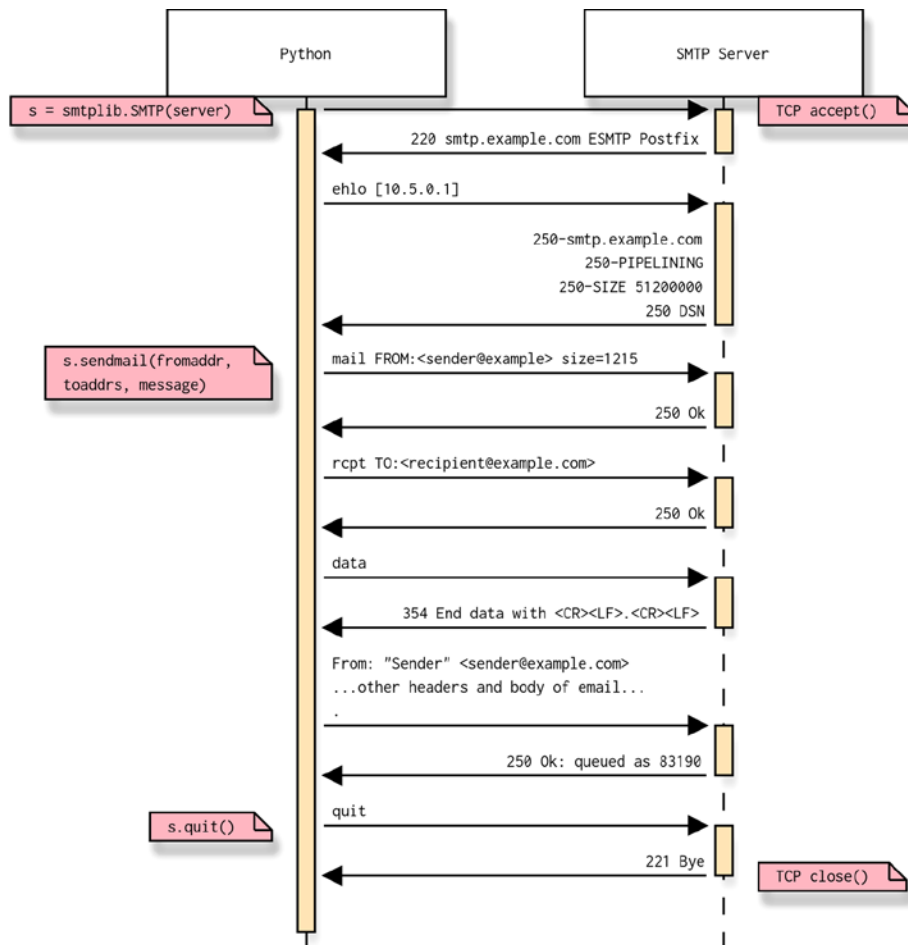 Python
SMTP Server
s = smtplib.SMTP(server)
TCP accept()
220 smtp.example.com ESMTP Postfix
ehlo [10.5.0.1]
250-smtp.example.com
250-PIPELINING
250-SIZE 51200000
250 DSN
s.sendmail(fromaddr,
toaddrs, message)
mail FROM:<sender@example> size=1215
250 Ok
rcpt TO:<recipient@example.com>
250 Ok
data
354 End data with <CR><LF>.<CR><LF>
From: "Sender" <sender@example.com>
...other headers and body of email...
.
250 Ok: queued as 83190
s.quit()
quit
221 Bye
TCP close()